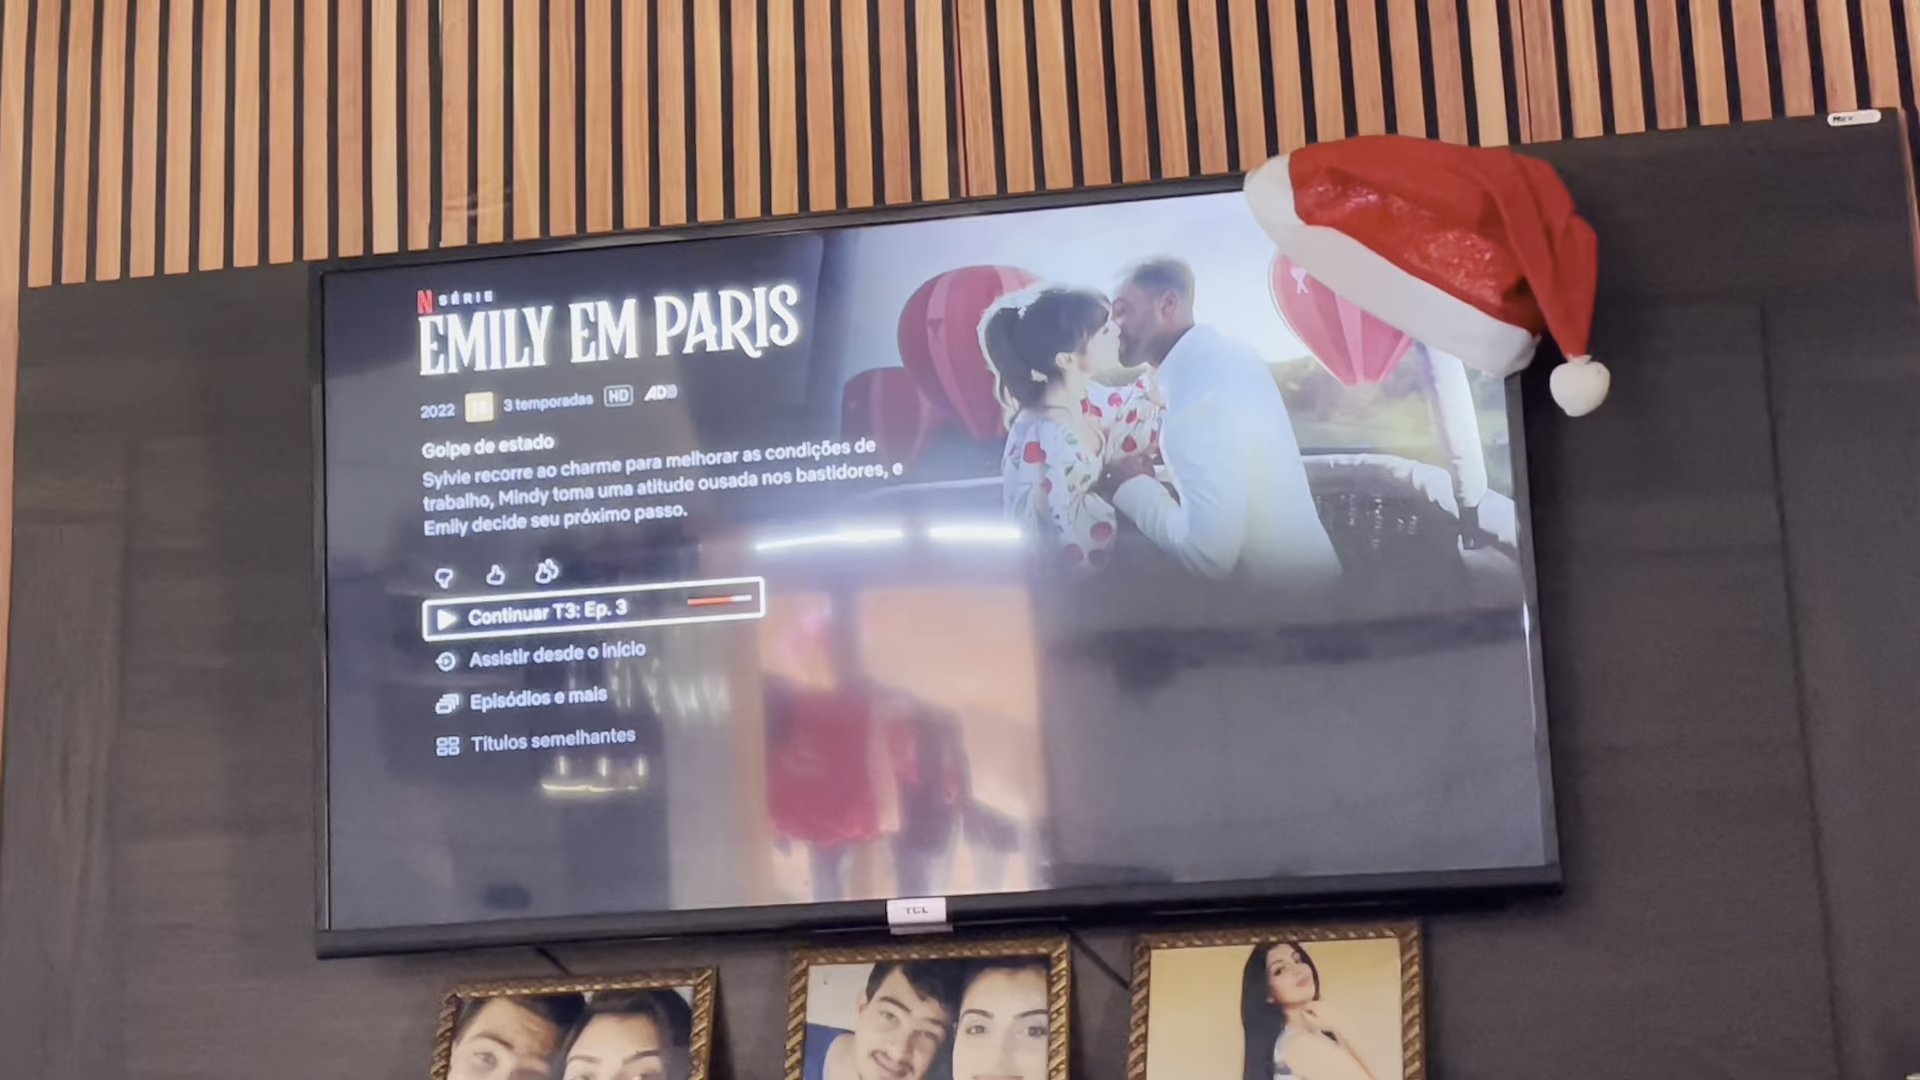 N SÉRIE
EMILY EM PARIS
2022 14 3 temporadas HD AD
Golpe de estado
Sylvie recorre ao charme para melhorar as condições de
trabalho, Mindy toma uma atitude ousada nos bastidores, e
Emily decide seu próximo passo.
Continuar T3: Ep. 3
Assistir desde o início
Episódios e mais
Títulos semelhantes
TCL